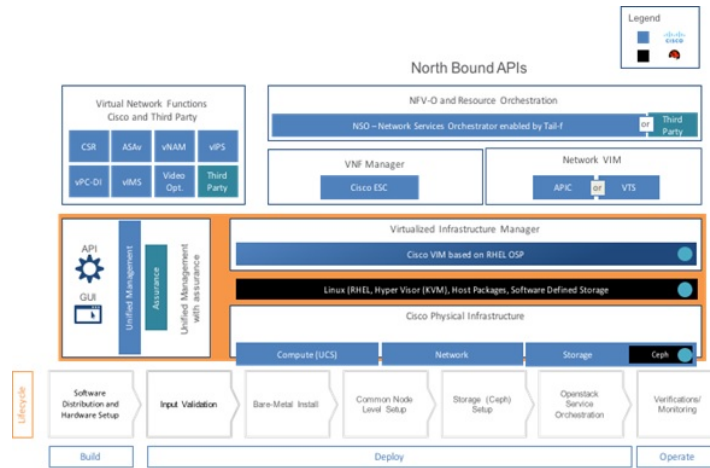 Legend
CISCO
North Bound APIs
Virtual Network Functions
Cisco and Third Party
CSR
ASAv
vNAM
vIPS
vPC-DI
vIMS
Video
Opt.
Third
Party
NFV-O and Resource Orchestration
NSO – Network Services Orchestrator enabled by Tail-f
or
Third
Party
VNF Manager
Cisco ESC
Network VIM
APIC
or
VTS
API
GUI
Unified Management
Assurance
Unified Management
with assurance
Virtualized Infrastructure Manager
Cisco VIM based on RHEL OSP
Linux (RHEL, Hyper Visor (KVM), Host Packages, Software Defined Storage
Cisco Physical Infrastructure
Compute (UCS)
Network
Storage
Ceph
Lifecycle
Software
Distribution and
Hardware Setup
Input Validation
Bare-Metal Install
Common Node
Level Setup
Storage (Ceph)
Setup
Openstack
Service
Orchestration
Verifications/
Monitoring
Build
Deploy
Operate